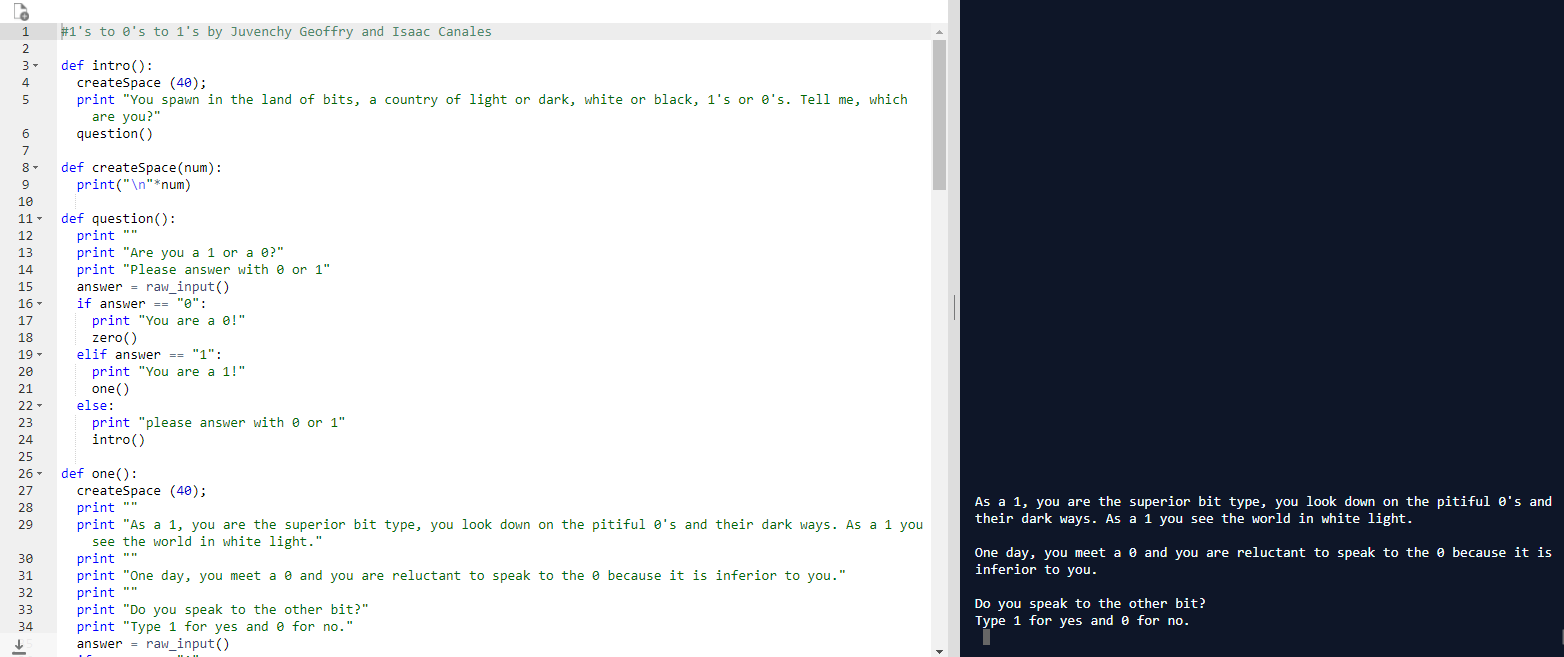 1 #1's to 0's to 1's by Juvenchy Geoffry and Isaac Canales
2
3 def intro():
4   createSpace (40);
5   print "You spawn in the land of bits, a country of light or dark, white or black, 1's or 0's. Tell me, which
    are you?"
6   question()
7
8 def createSpace(num):
9   print("\n"*num)
10
11 def question():
12   print ""
13   print "Are you a 1 or a 0?"
14   print "Please answer with 0 or 1"
15   answer = raw_input()
16   if answer == "0":
17     print "You are a 0!"
18     zero()
19   elif answer == "1":
20     print "You are a 1!"
21     one()
22   else:
23     print "please answer with 0 or 1"
24     intro()
25
26 def one():
27   createSpace (40);
28   print ""
29   print "As a 1, you are the superior bit type, you look down on the pitiful 0's and their dark ways. As a 1 you
    see the world in white light."
30   print ""
31   print "One day, you meet a 0 and you are reluctant to speak to the 0 because it is inferior to you."
32   print ""
33   print "Do you speak to the other bit?"
34   print "Type 1 for yes and 0 for no."
  answer = raw_input()
As a 1, you are the superior bit type, you look down on the pitiful 0's and
their dark ways. As a 1 you see the world in white light.
One day, you meet a 0 and you are reluctant to speak to the 0 because it is
inferior to you.
Do you speak to the other bit?
Type 1 for yes and 0 for no.